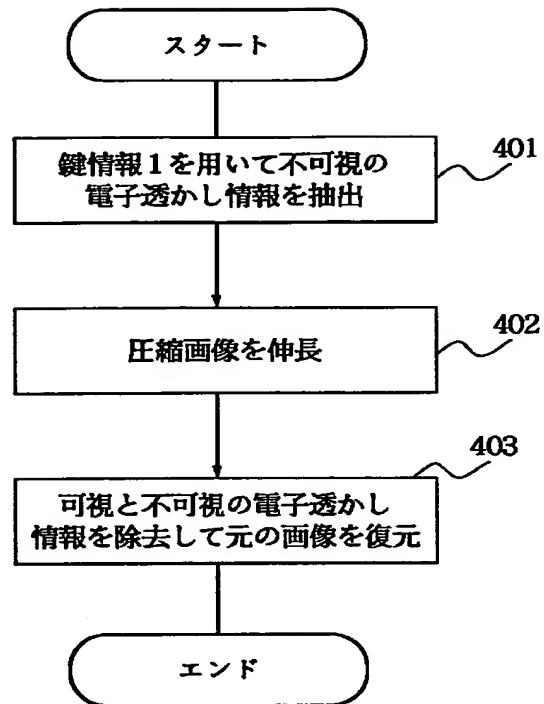 スタート
鍵情報1を用いて不可視の
電子透かし情報を抽出
401
圧縮画像を伸長
402
403
可視と不可視の電子透かし
情報を除去して元の画像を復元
エンド